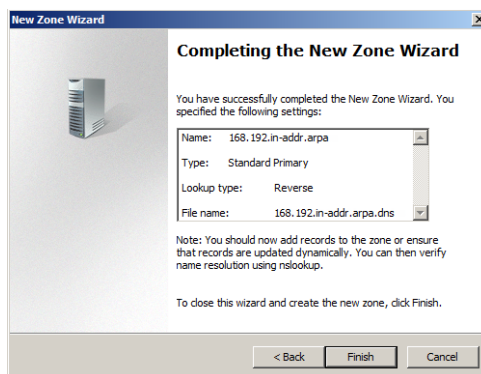 New Zone Wizard
Completing the New Zone Wizard
You have successfully completed the New Zone Wizard. You
specified the following settings:
Name: 168.192.in-addr.arpa
Type: Standard Primary
Lookup type: Reverse
File name: 168.192.in-addr.arpa.dns
Note: You should now add records to the zone or ensure
that records are updated dynamically. You can then verify
name resolution using nslookup.
To close this wizard and create the new zone, click Finish.
< Back Finish Cancel